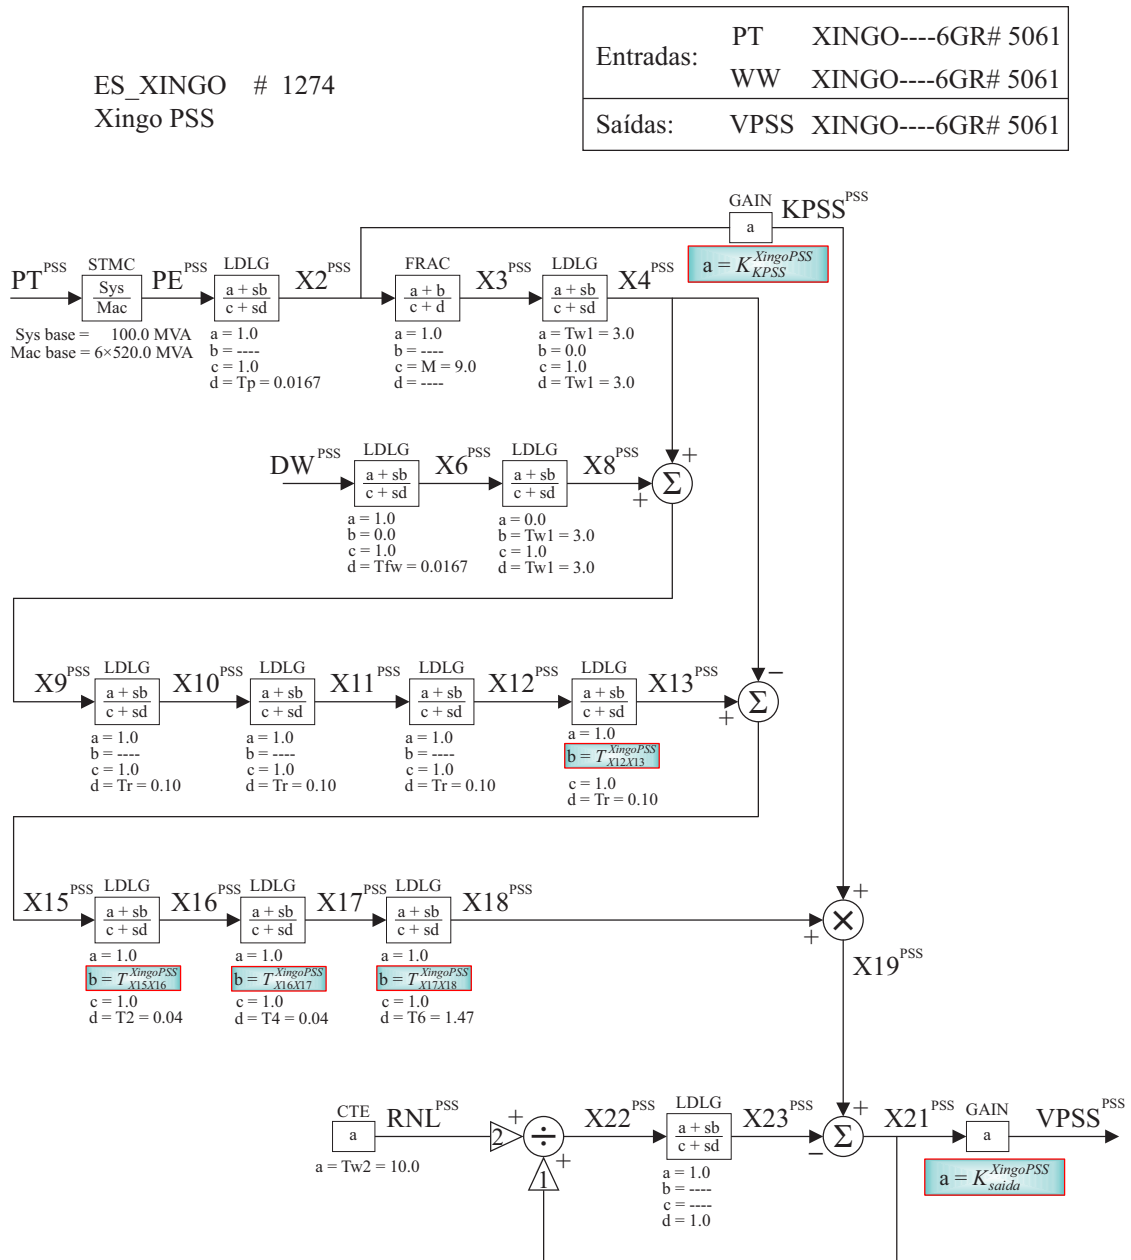 ES_XINGO # 1274
Xingo PSS
Entradas: PT XINGO----6GR# 5061
WW XINGO----6GR# 5061
Saídas: VPSS XINGO----6GR# 5061
GAIN
KPSS^PSS
a
a = K_KPSS^XingoPSS
PT^PSS
STMC
Sys
Mac
Sys base = 100.0 MVA
Mac base = 6×520.0 MVA
PE^PSS
LDLG
a + sb
c + sd
a = 1.0
b = ----
c = 1.0
d = Tp = 0.0167
X2^PSS
FRAC
a + b
c + d
a = 1.0
b = ----
c = M = 9.0
d = ----
X3^PSS
LDLG
a + sb
c + sd
a = Tw1 = 3.0
b = 0.0
c = 1.0
d = Tw1 = 3.0
X4^PSS
DW^PSS
LDLG
a + sb
c + sd
a = 1.0
b = 0.0
c = 1.0
d = Tfw = 0.0167
X6^PSS
LDLG
a + sb
c + sd
a = 0.0
b = Tw1 = 3.0
c = 1.0
d = Tw1 = 3.0
X8^PSS
+
+
Σ
X9^PSS
LDLG
a + sb
c + sd
a = 1.0
b = ----
c = 1.0
d = Tr = 0.10
X10^PSS
LDLG
a + sb
c + sd
a = 1.0
b = ----
c = 1.0
d = Tr = 0.10
X11^PSS
LDLG
a + sb
c + sd
a = 1.0
b = ----
c = 1.0
d = Tr = 0.10
X12^PSS
LDLG
a + sb
c + sd
a = 1.0
b = T_X12X13^XingoPSS
c = 1.0
d = Tr = 0.10
X13^PSS
−
+
Σ
X15^PSS
LDLG
a + sb
c + sd
a = 1.0
b = T_X15X16^XingoPSS
c = 1.0
d = T2 = 0.04
X16^PSS
LDLG
a + sb
c + sd
a = 1.0
b = T_X16X17^XingoPSS
c = 1.0
d = T4 = 0.04
X17^PSS
LDLG
a + sb
c + sd
a = 1.0
b = T_X17X18^XingoPSS
c = 1.0
d = T6 = 1.47
X18^PSS
+
+
×
X19^PSS
CTE
a
a = Tw2 = 10.0
RNL^PSS
2
+
÷
+
1
X22^PSS
LDLG
a + sb
c + sd
a = 1.0
b = ----
c = ----
d = 1.0
X23^PSS
+
−
Σ
X21^PSS
GAIN
a
a = K_saida^XingoPSS
VPSS^PSS